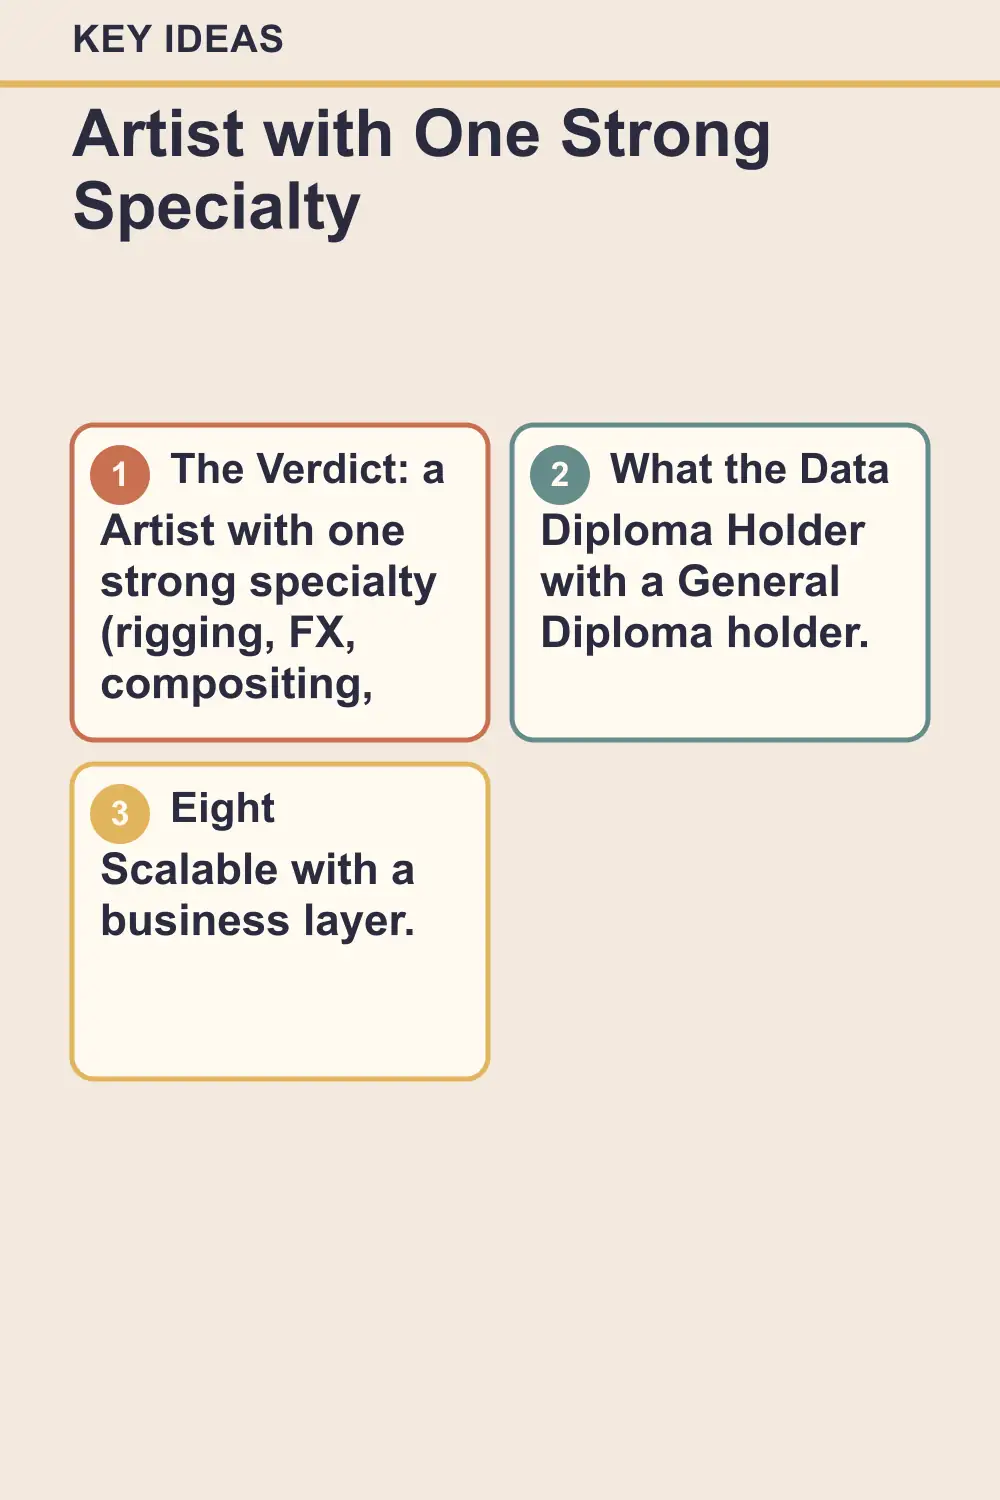 KEY IDEAS
Artist with One Strong
Specialty
1 The Verdict: a
Artist with one
strong specialty
(rigging, FX,
compositing,
2 What the Data
Diploma Holder
with a General
Diploma holder.
3 Eight
Scalable with a
business layer.